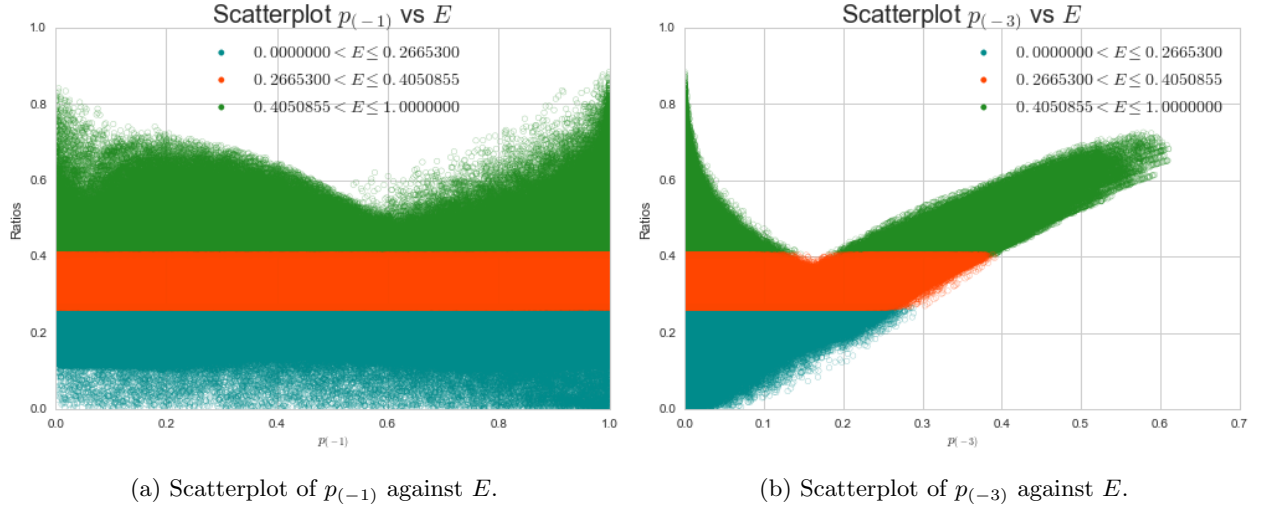 Scatterplot p(−1) vs E
0.0000000 < E ≤ 0.2665300
0.2665300 < E ≤ 0.4050855
0.4050855 < E ≤ 1.0000000
Ratios
1.0
0.8
0.6
0.4
0.2
0.0
0.0 0.2 0.4 0.6 0.8 1.0
p(−1)
(a) Scatterplot of p(−1) against E.
Scatterplot p(−3) vs E
0.0000000 < E ≤ 0.2665300
0.2665300 < E ≤ 0.4050855
0.4050855 < E ≤ 1.0000000
Ratios
1.0
0.8
0.6
0.4
0.2
0.0
0.0 0.1 0.2 0.3 0.4 0.5 0.6 0.7
p(−3)
(b) Scatterplot of p(−3) against E.